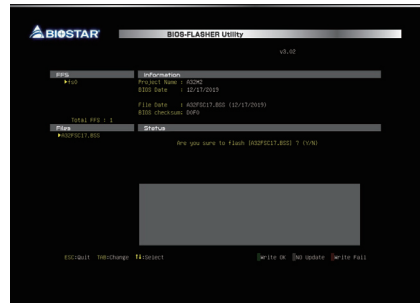 BIOSTAR
BIOS-FLASHER Utility
v3.02
FFS
fs0
Total FFS : 1
Information
Project Name : A32M2
BIOS Date : 12/17/2019
File Date : A32FSC17.BSS (12/17/2019)
BIOS checksum: D0F0
Files
A32FSC17.BSS
Status
Are you sure to flash [A32FSC17.BSS] ? (Y/N)
ESC:Quit TAB:Change ↑↓:Select
Write OK
NO Update
Write Fail